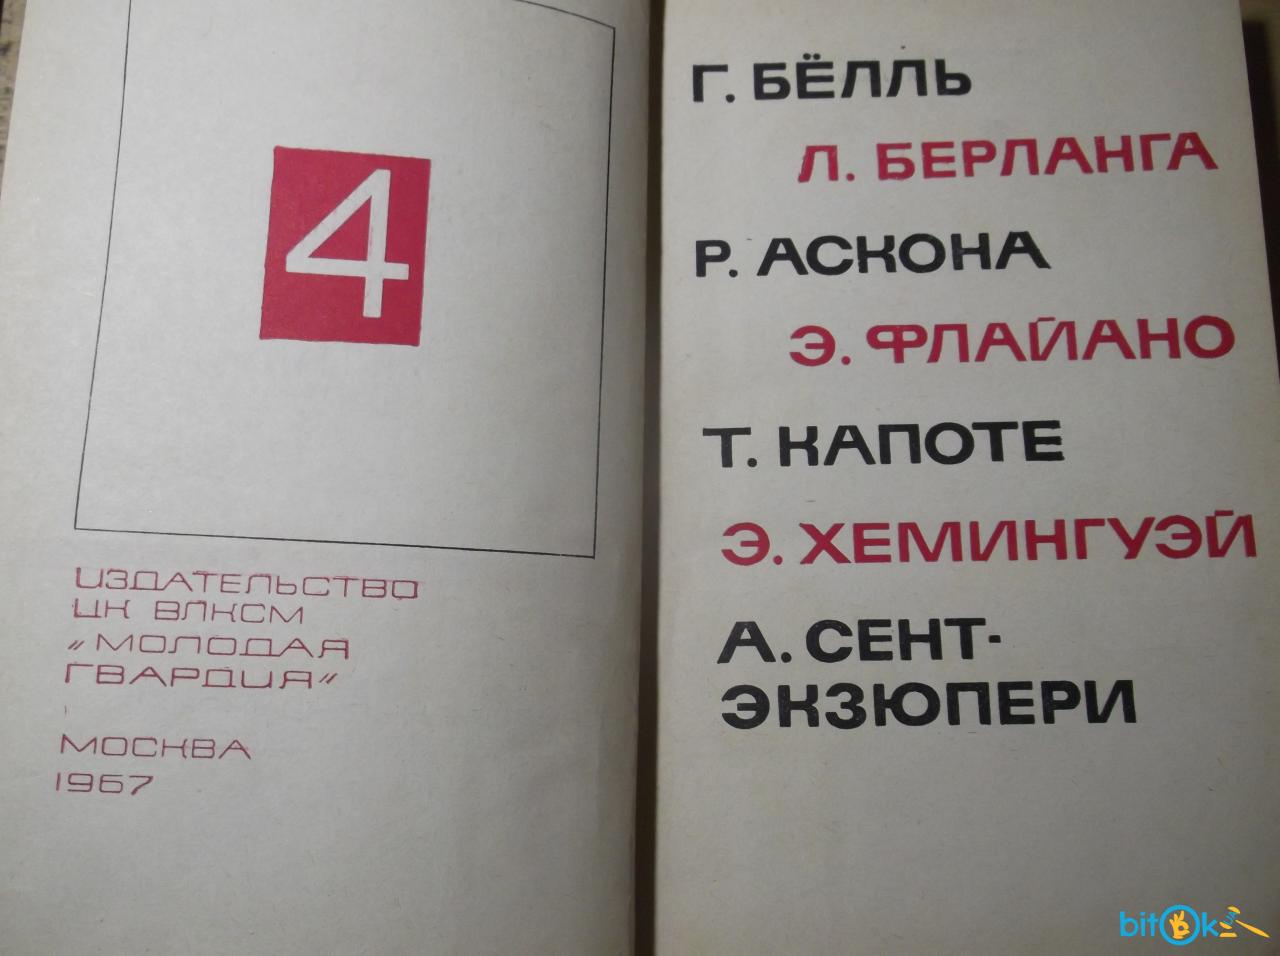 4
ИЗДАТЕЛЬСТВО
ЦК ВЛКСМ
„МОЛОДАЯ
ГВАРДИЯ“
МОСКВА
1967
Г. БЁЛЛЬ
Л. БЕРЛАНГА
Р. АСКОНА
Э. ФЛАЙАНО
Т. КАПОТЕ
Э. ХЕМИНГУЭЙ
А. СЕНТ-
ЭКЗЮПЕРИ
bitOk